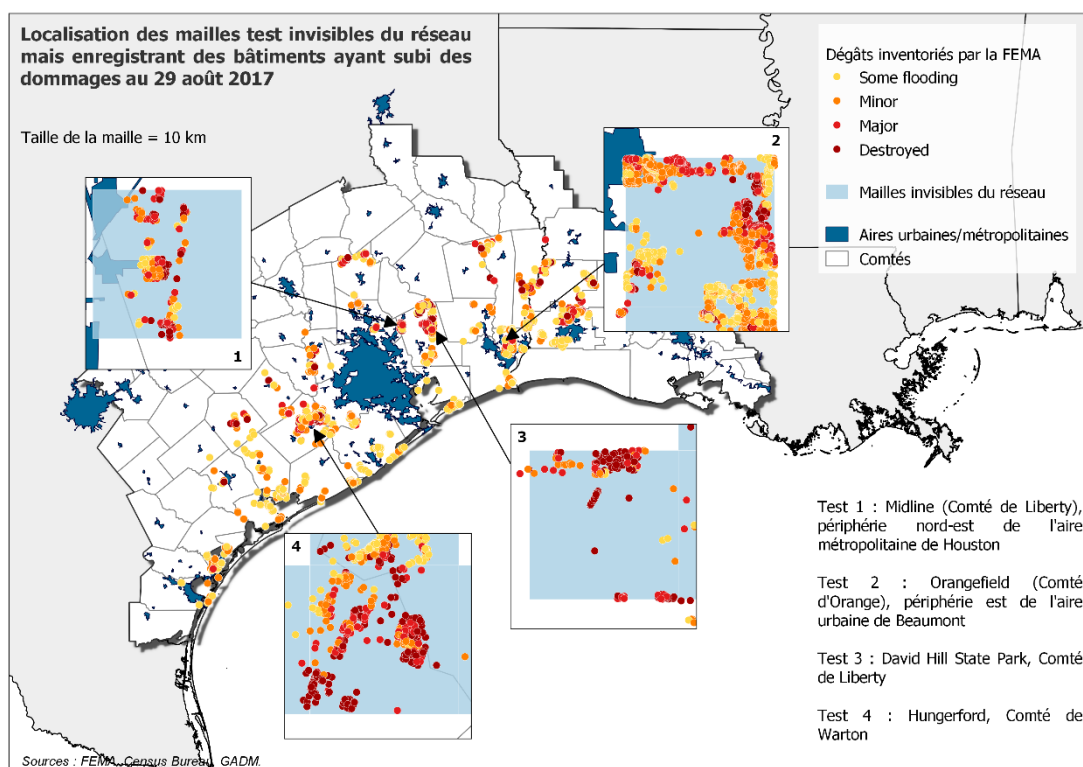 Localisation des mailles test invisibles du réseau
mais enregistrant des bâtiments ayant subi des
dommages au 29 août 2017
Taille de la maille = 10 km
Dégâts inventoriés par la FEMA
Some flooding
Minor
Major
Destroyed
Mailles invisibles du réseau
Aires urbaines/métropolitaines
Comtés
1
2
3
4
Test 1 : Midline (Comté de Liberty),
périphérie nord-est de l'aire
métropolitaine de Houston
Test 2 : Orangefield (Comté
d'Orange), périphérie est de l'aire
urbaine de Beaumont
Test 3 : David Hill State Park, Comté
de Liberty
Test 4 : Hungerford, Comté de
Warton
Sources : FEMA, Census Bureau, GADM.